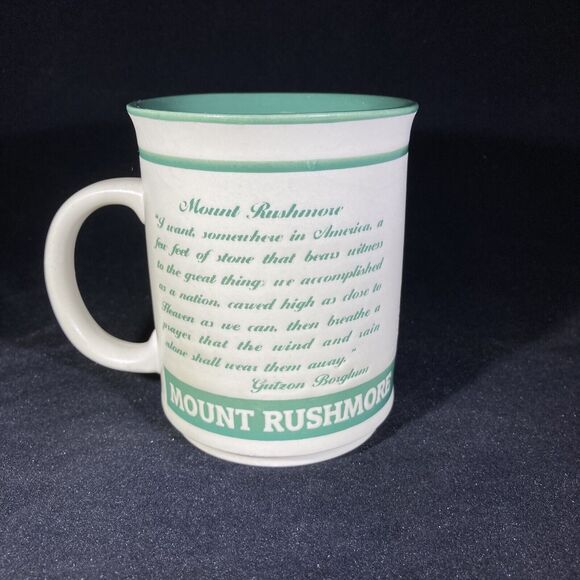 Mount Rushmore
"I want, somewhere in America, a
few feet of stone that bears witness
to the great things we accomplished
as a nation, carved high as close to
Heaven as we can, then breathe a
prayer that the wind and rain
alone shall wear them away."
Gutzon Borglum
MOUNT RUSHMORE